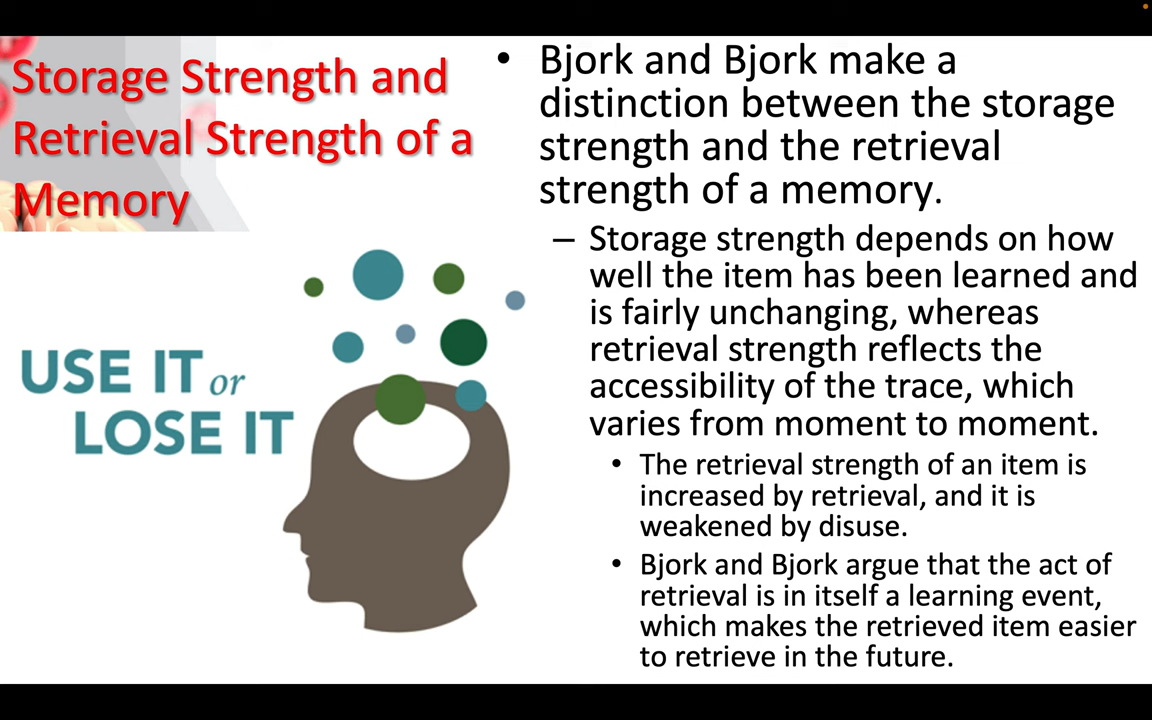 Storage Strength and
Retrieval Strength of a
Memory
USE IT or
LOSE IT
• Bjork and Bjork make a
distinction between the storage
strength and the retrieval
strength of a memory.
– Storage strength depends on how
well the item has been learned and
is fairly unchanging, whereas
retrieval strength reflects the
accessibility of the trace, which
varies from moment to moment.
• The retrieval strength of an item is
increased by retrieval, and it is
weakened by disuse.
• Bjork and Bjork argue that the act of
retrieval is in itself a learning event,
which makes the retrieved item easier
to retrieve in the future.